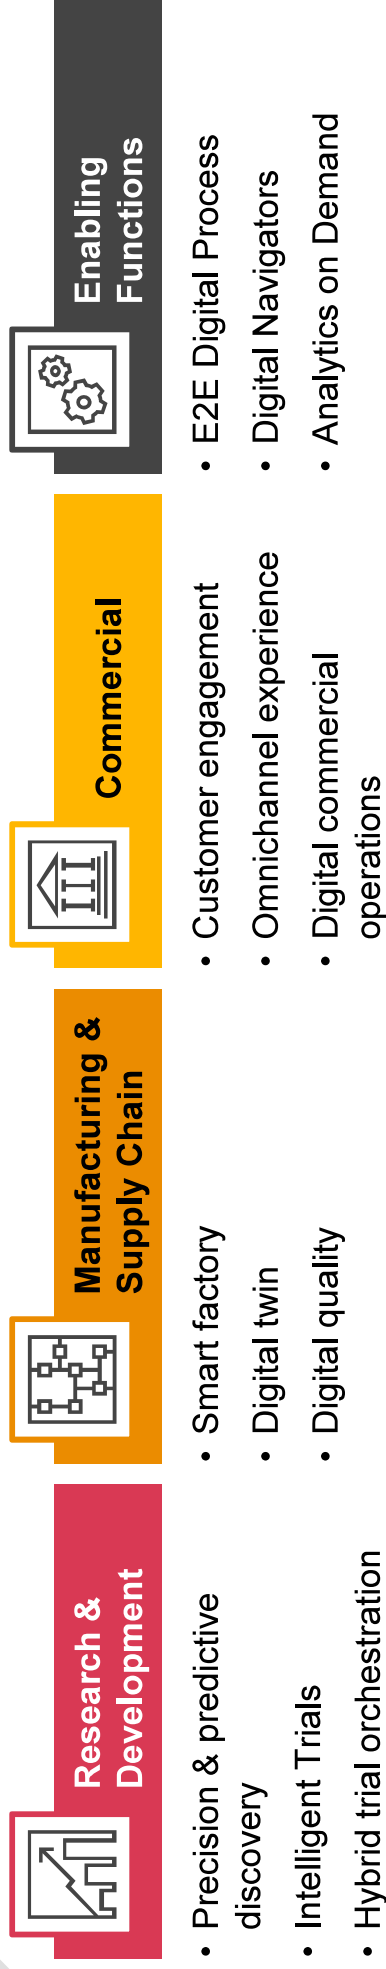 Research &
Development
• Precision & predictive
discovery
• Intelligent Trials
• Hybrid trial orchestration
Manufacturing &
Supply Chain
• Smart factory
• Digital twin
• Digital quality
Commercial
• Customer engagement
• Omnichannel experience
• Digital commercial
operations
Enabling
Functions
• E2E Digital Process
• Digital Navigators
• Analytics on Demand